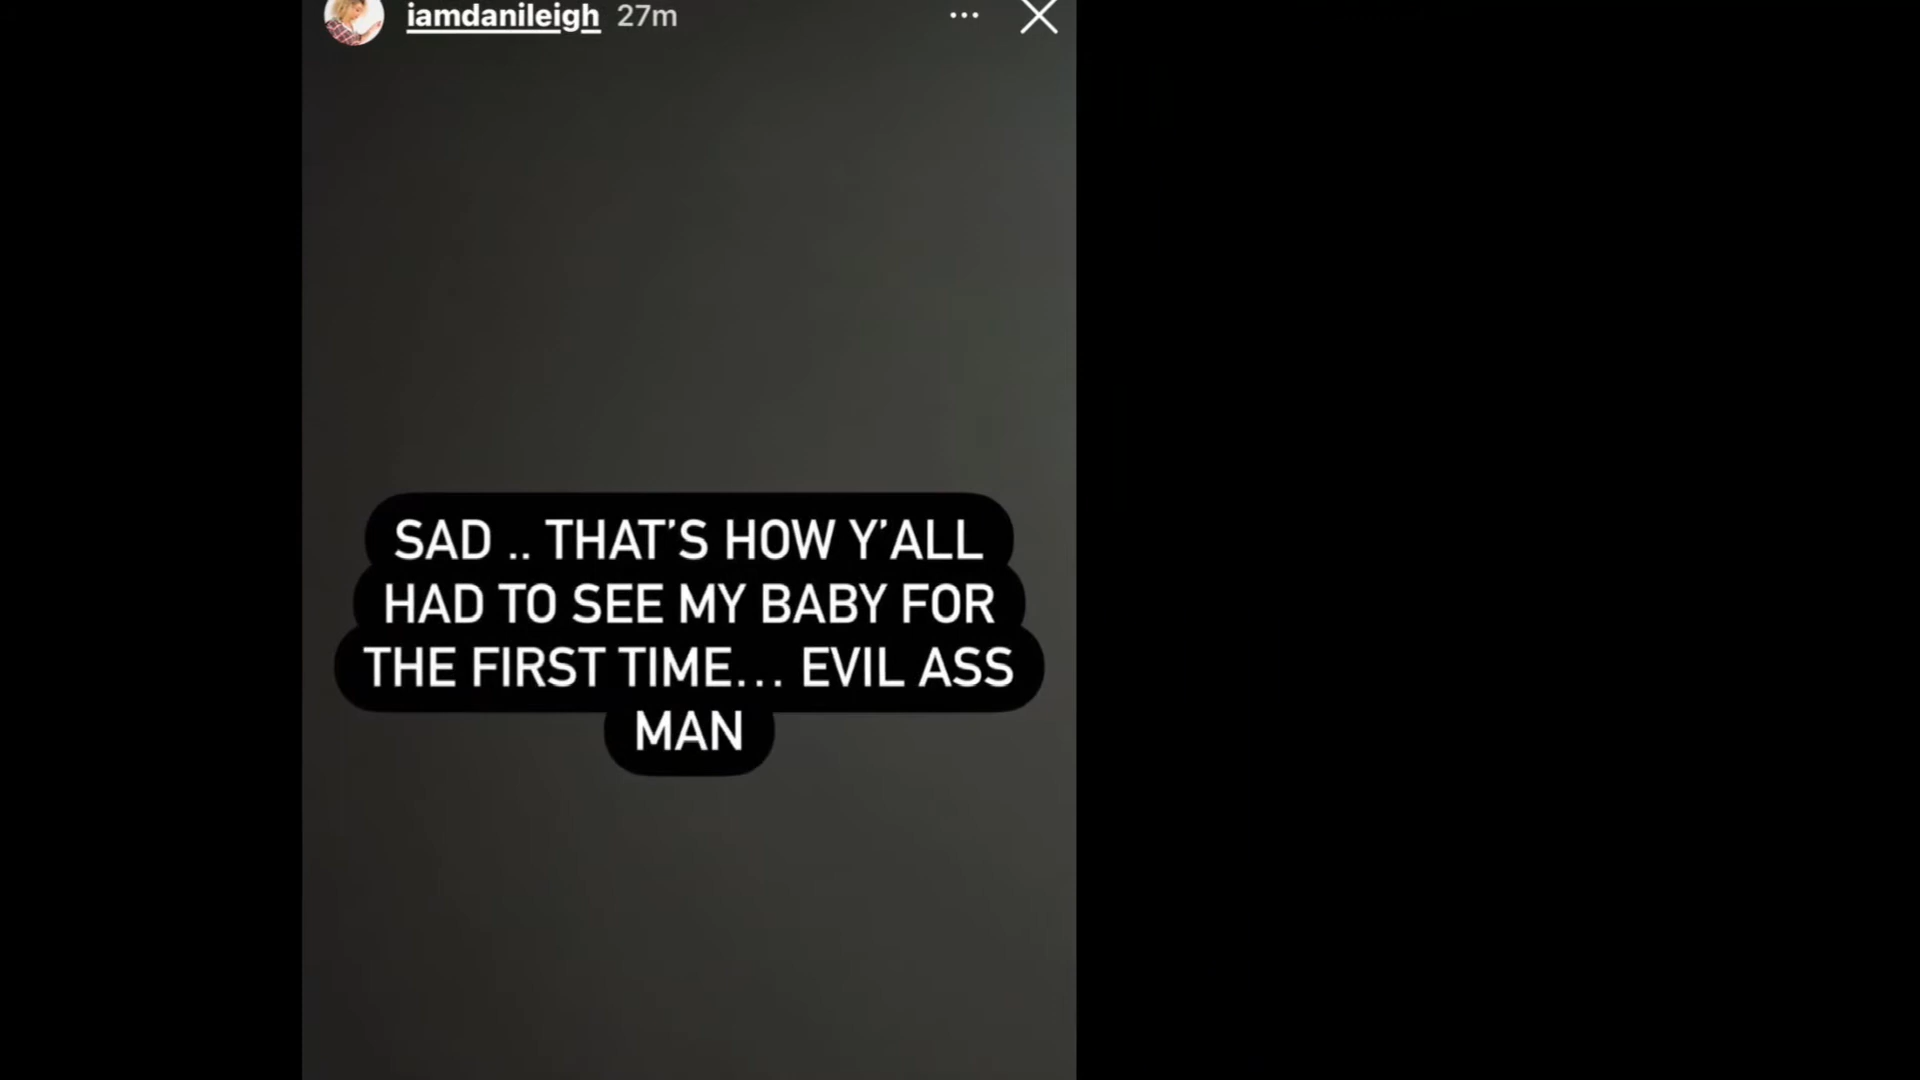 iamdanileigh 27m
SAD .. THAT’S HOW Y’ALL
HAD TO SEE MY BABY FOR
THE FIRST TIME... EVIL ASS
MAN